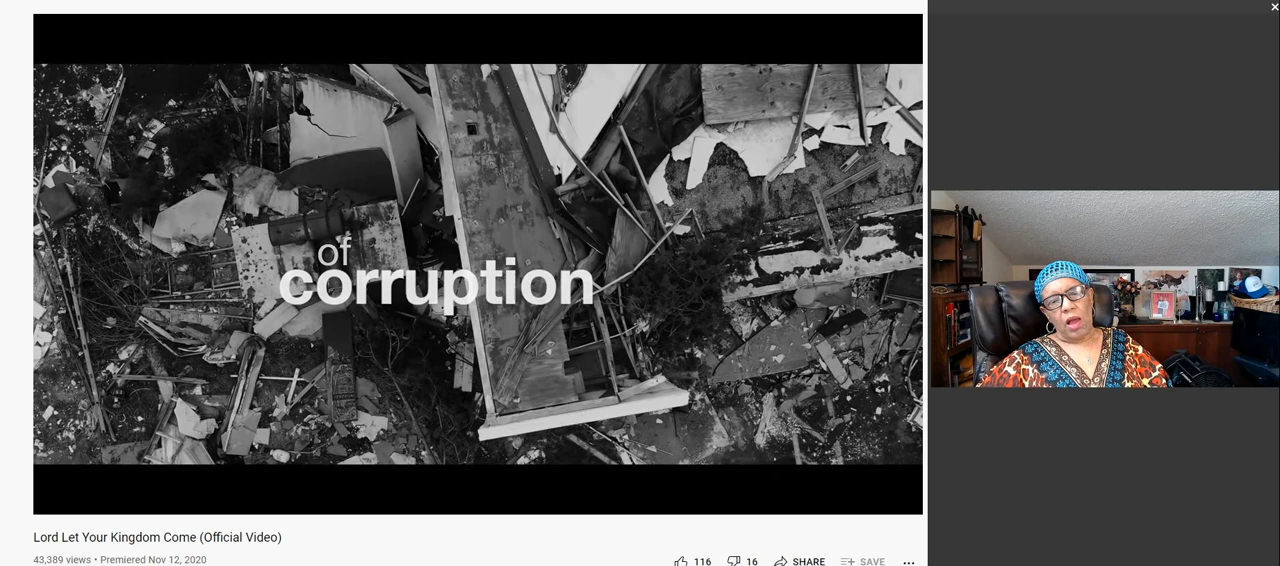 of
corruption
Lord Let Your Kingdom Come (Official Video)
43,389 views • Premiered Nov 12, 2020
116 16 SHARE SAVE